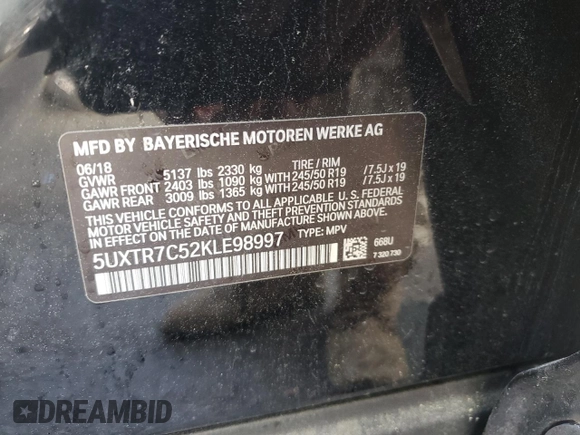 MFD BY BAYERISCHE MOTOREN WERKE AG
06/18 TIRE / RIM
GVWR 5137 lbs 2330 kg
GAWR FRONT 2403 lbs 1090 kg WITH 245/50 R19 /7.5J x 19
GAWR REAR 3009 lbs 1365 kg WITH 245/50 R19 /7.5J x 19
THIS VEHICLE CONFORMS TO ALL APPLICABLE U. S. FEDERAL
MOTOR VEHICLE SAFETY AND THEFT PREVENTION STANDARDS
IN EFFECT ON THE DATE OF MANUFACTURE SHOWN ABOVE.
5UXTR7C52KLE98997 TYPE: MPV
668U
7 320 730
DREAMBID